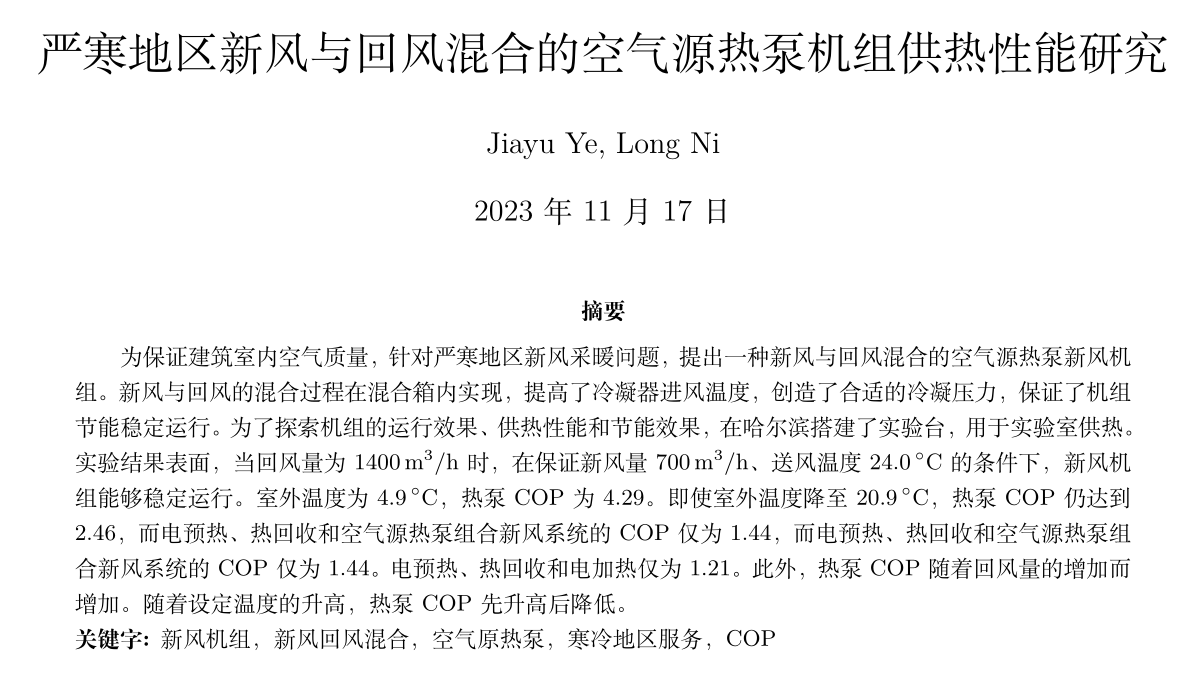 严寒地区新风与回风混合的空气源热泵机组供热性能研究
Jiayu Ye, Long Ni
2023 年 11 月 17 日
摘要
为保证建筑室内空气质量，针对严寒地区新风采暖问题，提出一种新风与回风混合的空气源热泵新风机
组。新风与回风的混合过程在混合箱内实现，提高了冷凝器进风温度，创造了合适的冷凝压力，保证了机组
节能稳定运行。为了探索机组的运行效果、供热性能和节能效果，在哈尔滨搭建了实验台，用于实验室供热。
实验结果表面，当回风量为 1400 m³/h 时，在保证新风量 700 m³/h、送风温度 24.0 °C 的条件下，新风机
组能够稳定运行。室外温度为 4.9 °C，热泵 COP 为 4.29。即使室外温度降至 20.9 °C，热泵 COP 仍达到
2.46，而电预热、热回收和空气源热泵组合新风系统的 COP 仅为 1.44，而电预热、热回收和空气源热泵组
合新风系统的 COP 仅为 1.44。电预热、热回收和电加热仅为 1.21。此外，热泵 COP 随着回风量的增加而
增加。随着设定温度的升高，热泵 COP 先升高后降低。
关键字: 新风机组，新风回风混合，空气原热泵，寒冷地区服务，COP